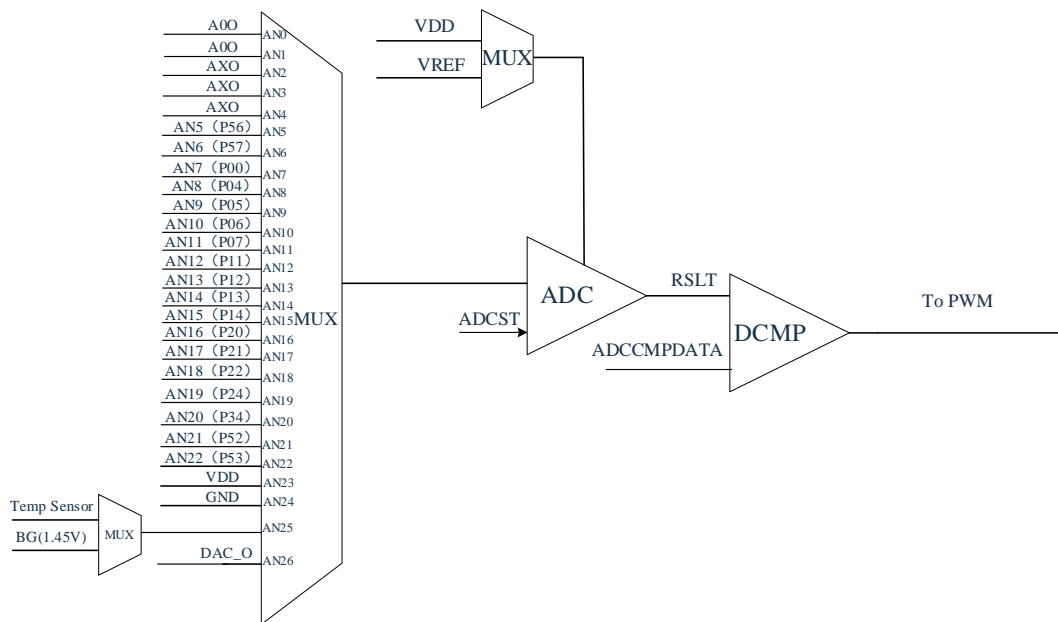 A0O AN0
A0O AN1
AXO AN2
AXO AN3
AXO AN4
AN5（P56） AN5
AN6（P57） AN6
AN7（P00） AN7
AN8（P04） AN8
AN9（P05） AN9
AN10（P06） AN10
AN11（P07） AN11
AN12（P11） AN12
AN13（P12） AN13
AN14（P13） AN14
AN15（P14） AN15 MUX
AN16（P20） AN16
AN17（P21） AN17
AN18（P22） AN18
AN19（P24） AN19
AN20（P34） AN20
AN21（P52） AN21
AN22（P53） AN22
VDD AN23
GND AN24
Temp Sensor
BG(1.45V)
MUX
AN25
DAC_O AN26
VDD
VREF
MUX
ADC
ADCST
RSLT
ADCCMPDATA
DCMP
To PWM